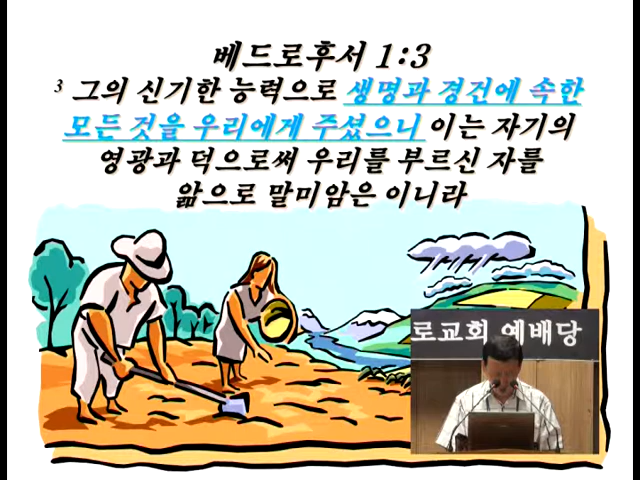 베드로후서 1:3
3 그의 신기한 능력으로 생명과 경건에 속한
모든 것을 우리에게 주셨으니 이는 자기의
영광과 덕으로써 우리를 부르신 자를
앎으로 말미암은 이니라
로교회 예배당